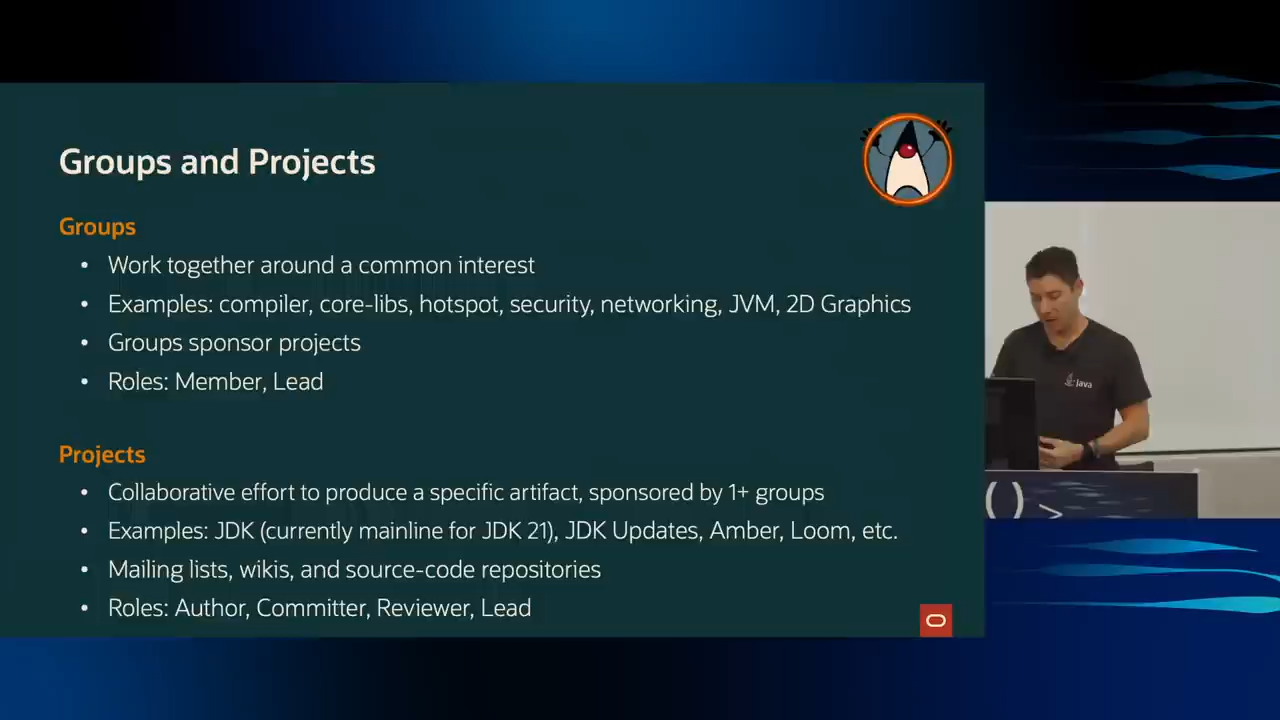 Groups and Projects
Groups
• Work together around a common interest
• Examples: compiler, core-libs, hotspot, security, networking, JVM, 2D Graphics
• Groups sponsor projects
• Roles: Member, Lead
Projects
• Collaborative effort to produce a specific artifact, sponsored by 1+ groups
• Examples: JDK (currently mainline for JDK 21), JDK Updates, Amber, Loom, etc.
• Mailing lists, wikis, and source-code repositories
• Roles: Author, Committer, Reviewer, Lead
Java
() >